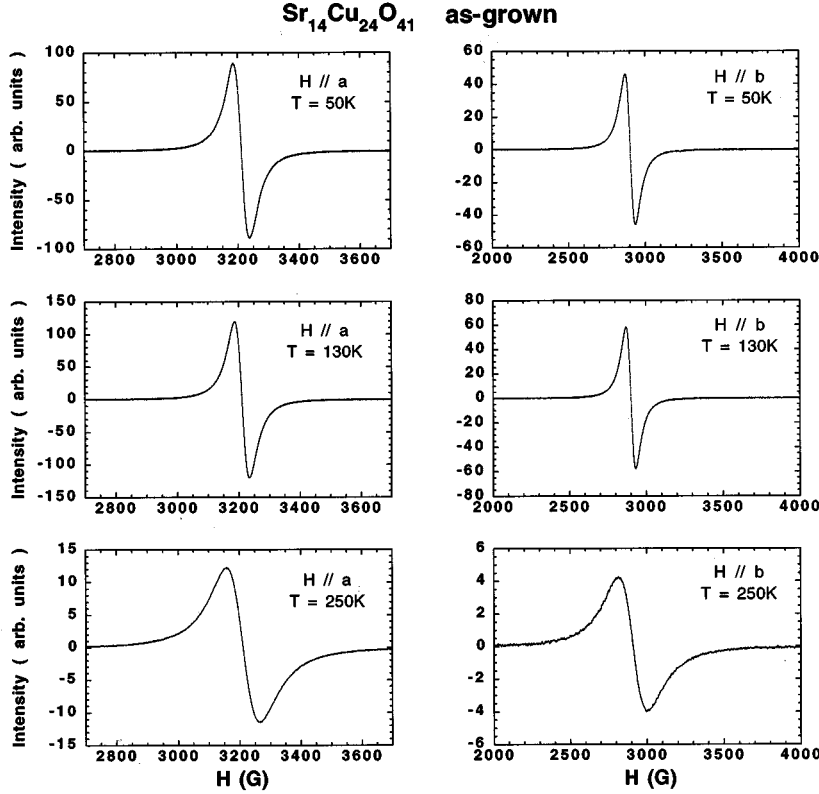 Sr14Cu24O41 as-grown
Intensity ( arb. units)
100
50
0
-50
-100
H // a
T = 50K
2800 3000 3200 3400 3600
60
40
20
0
-20
-40
-60
H // b
T = 50K
2000 2500 3000 3500 4000
Intensity ( arb. units)
150
100
50
0
-50
-100
-150
H // a
T = 130K
2800 3000 3200 3400 3600
80
60
40
20
0
-20
-40
-60
-80
H // b
T = 130K
2000 2500 3000 3500 4000
Intensity ( arb. units)
15
10
5
0
-5
-10
-15
H // a
T = 250K
2800 3000 3200 3400 3600
H (G)
6
4
2
0
-2
-4
-6
H // b
T = 250K
2000 2500 3000 3500 4000
H (G)